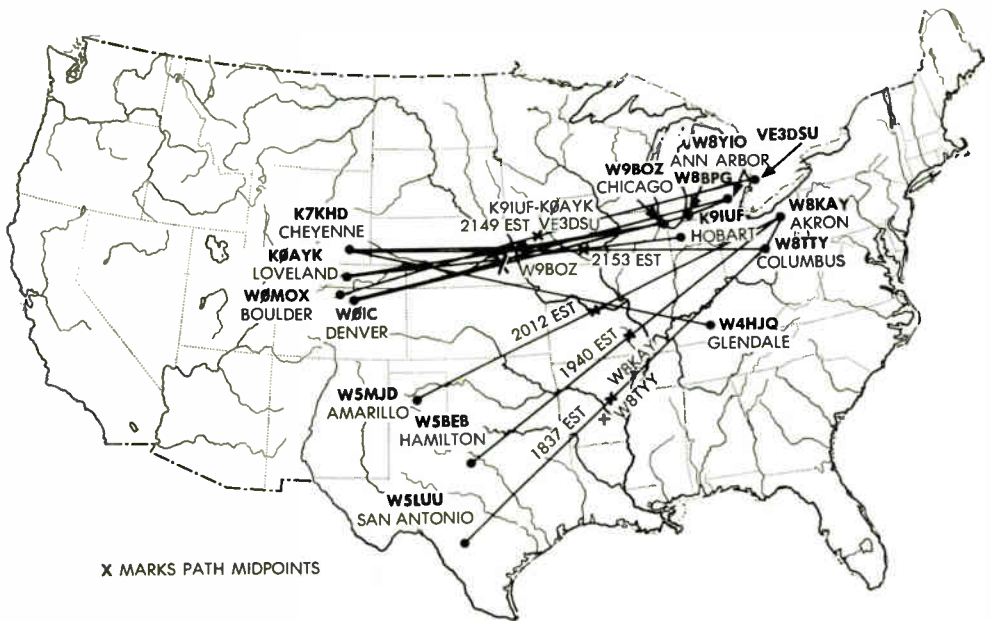 W8YIO
ANN ARBOR
VE3DSU
W9BOZ
CHICAGO
W8BPG
K9IUF-KØAYK
2149 EST
VE3DSU
K7KHD
CHEYENNE
K9IUF
HOBART
W8KAY
AKRON
KØAYK
LOVELAND
W8TTY
COLUMBUS
2153 EST
W9BOZ
WØMOX
BOULDER
WØIC
DENVER
2012 EST
W4HJQ
GLENDALE
1940 EST
W8KAY
W5MJD
AMARILLO
W5BEB
HAMILTON
W8TYY
1837 EST
W5LUU
SAN ANTONIO
X MARKS PATH MIDPOINTS